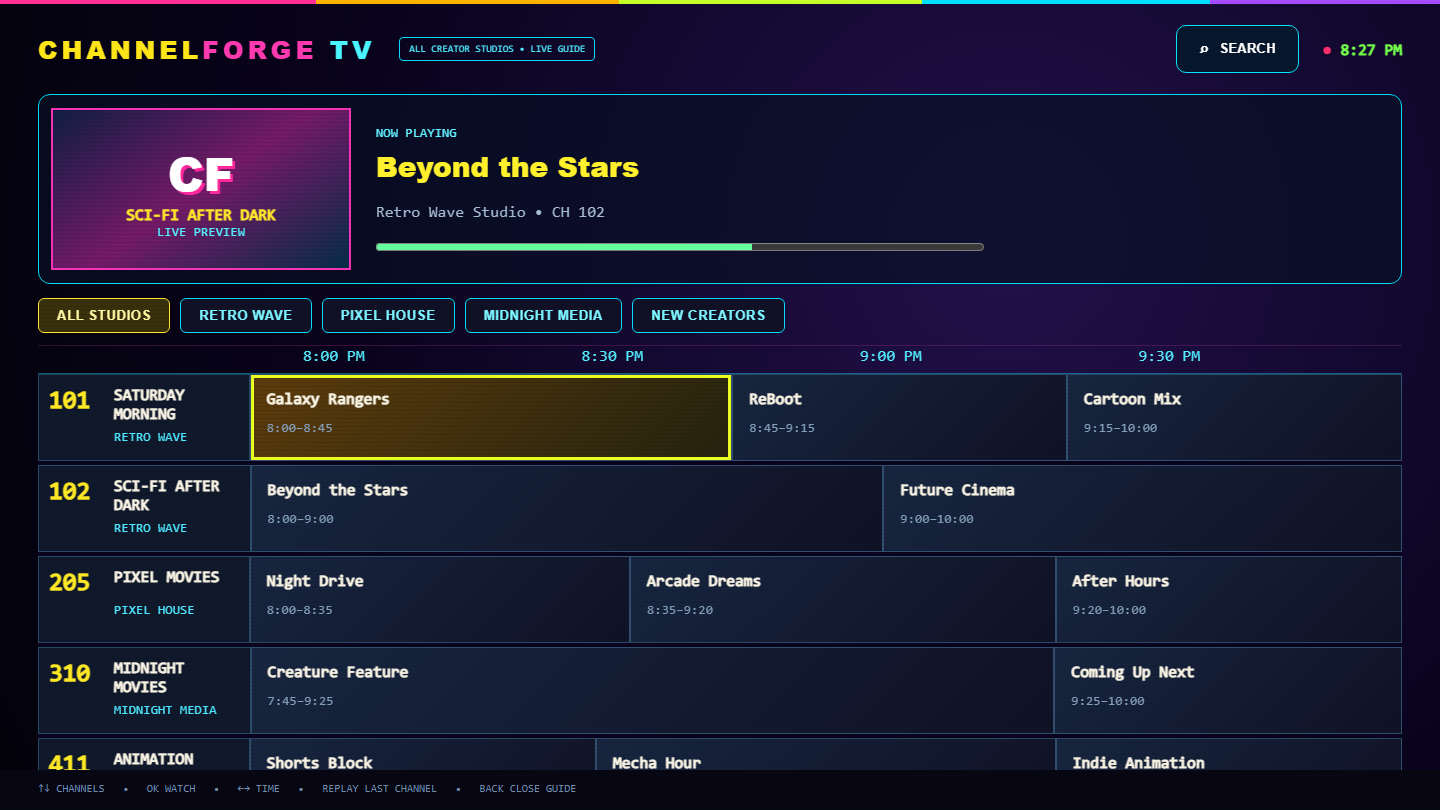 CHANNELFORGE TV
ALL CREATOR STUDIOS • LIVE GUIDE
SEARCH
8:27 PM
CF
SCI-FI AFTER DARK
LIVE PREVIEW
NOW PLAYING
Beyond the Stars
Retro Wave Studio • CH 102
ALL STUDIOS
RETRO WAVE
PIXEL HOUSE
MIDNIGHT MEDIA
NEW CREATORS
8:00 PM
8:30 PM
9:00 PM
9:30 PM
101
SATURDAY
MORNING
RETRO WAVE
Galaxy Rangers
8:00–8:45
ReBoot
8:45–9:15
Cartoon Mix
9:15–10:00
102
SCI-FI AFTER
DARK
RETRO WAVE
Beyond the Stars
8:00–9:00
Future Cinema
9:00–10:00
205
PIXEL MOVIES
PIXEL HOUSE
Night Drive
8:00–8:35
Arcade Dreams
8:35–9:20
After Hours
9:20–10:00
310
MIDNIGHT
MOVIES
MIDNIGHT MEDIA
Creature Feature
7:45–9:25
Coming Up Next
9:25–10:00
411
ANIMATION
Shorts Block
Mecha Hour
Indie Animation
↑↓ CHANNELS • OK WATCH • ↔ TIME • REPLAY LAST CHANNEL • BACK CLOSE GUIDE